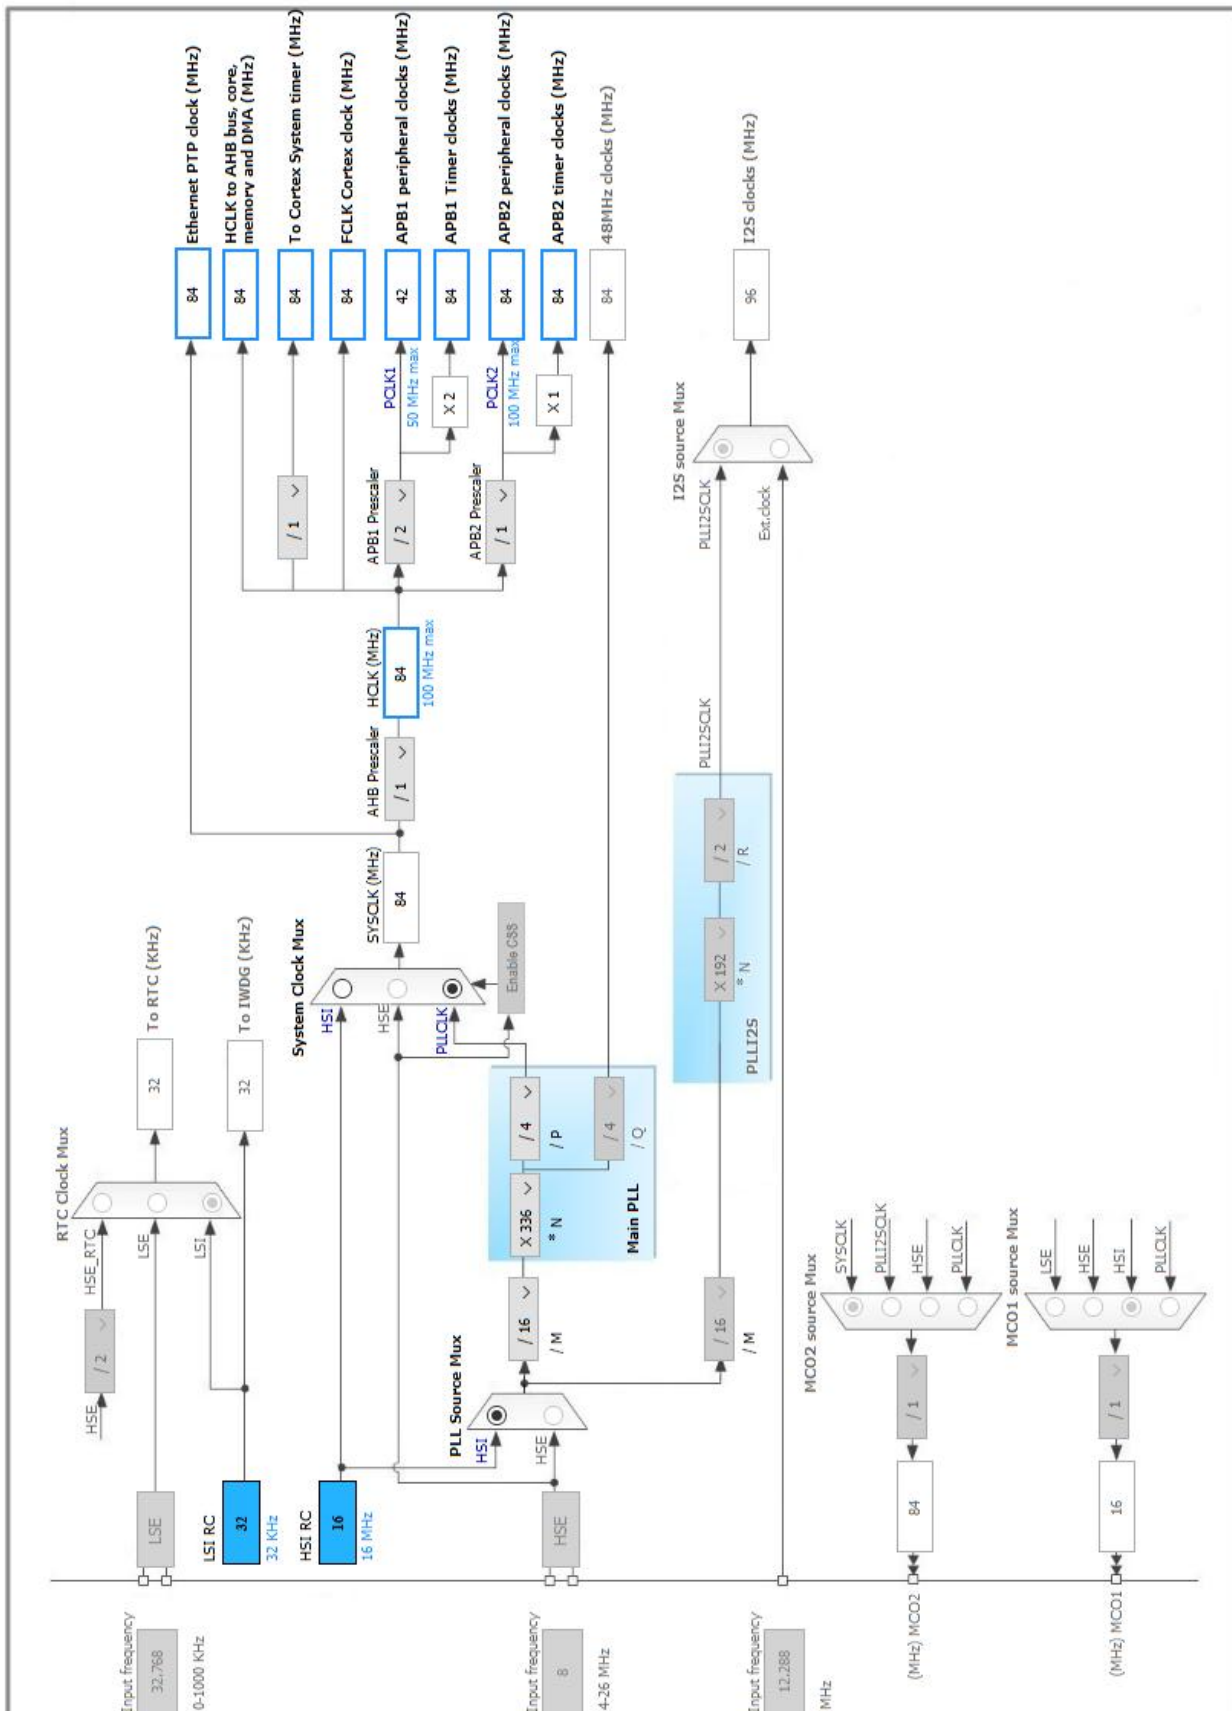 RTC Clock Mux
HSE
/ 2
HSE_RTC
To RTC (KHz)
32
Input frequency
32.768
0-1000 KHz
LSE
LSE
LSI RC
32
32 KHz
LSI
To IWDG (KHz)
32
HSI RC
16
16 MHz
System Clock Mux
HSI
HSE
PLLCLK
Enable CSS
SYSCLK (MHz)
84
AHB Prescaler
/ 1
HCLK (MHz)
84
100 MHz max
84
Ethernet PTP clock (MHz)
84
HCLK to AHB bus, core,
memory and DMA (MHz)
/ 1
84
To Cortex System timer (MHz)
84
FCLK Cortex clock (MHz)
APB1 Prescaler
/ 2
PCLK1
50 MHz max
42
APB1 peripheral clocks (MHz)
X 2
84
APB1 Timer clocks (MHz)
APB2 Prescaler
/ 1
PCLK2
100 MHz max
84
APB2 peripheral clocks (MHz)
X 1
84
APB2 timer clocks (MHz)
84
48MHz clocks (MHz)
PLL Source Mux
HSI
HSE
Input frequency
8
4-26 MHz
HSE
/ 16
/ M
X 336
* N
/ 4
/ P
/ 4
/ Q
Main PLL
/ 16
/ M
X 192
* N
/ 2
/ R
PLLI2S
PLLI2SCLK
PLLI2SCLK
I2S source Mux
Ext.clock
96
I2S clocks (MHz)
Input frequency
12.288
MHz
MCO2 source Mux
SYSCLK
PLLI2SCLK
HSE
PLLCLK
/ 1
84
(MHz) MCO2
MCO1 source Mux
LSE
HSE
HSI
PLLCLK
/ 1
16
(MHz) MCO1